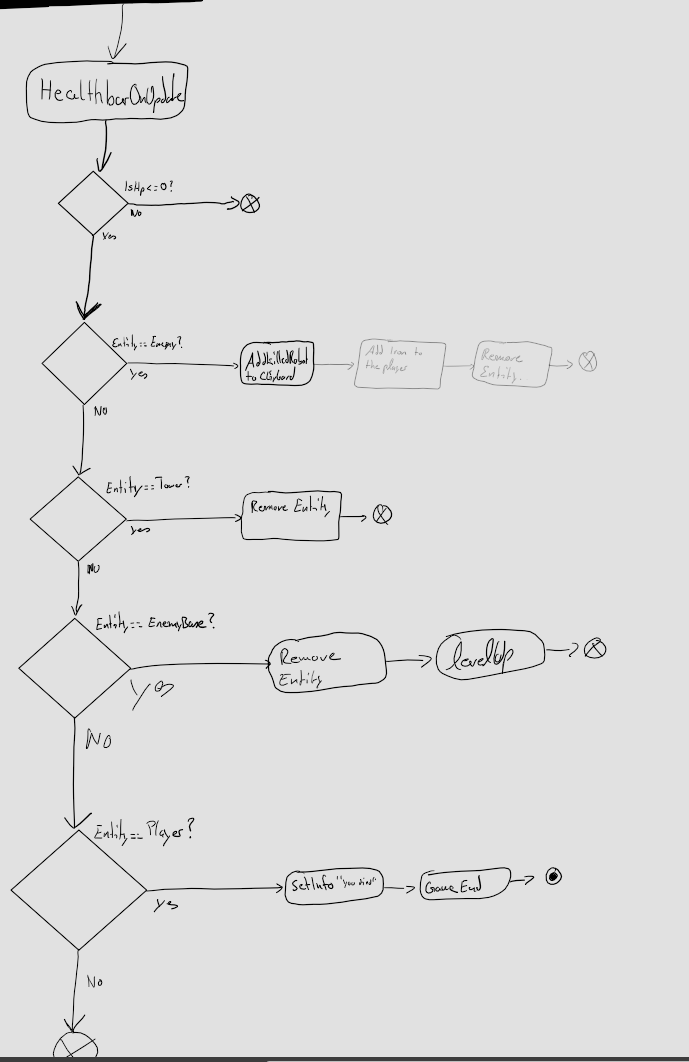 HealthbarOnUpdate
IsHp<=0?
No
Yes
Entity==Enemy?
Yes
AddkilledRobot
to Clipboard
Add Iron to
the player
Remove
Entity.
No
Entity==Tower?
Yes
Remove Entity
No
Entity==EnemyBase?
Yes
Remove
Entity
levelUp
No
Entity==Player?
Yes
SetInfo "you died"
Game End
No